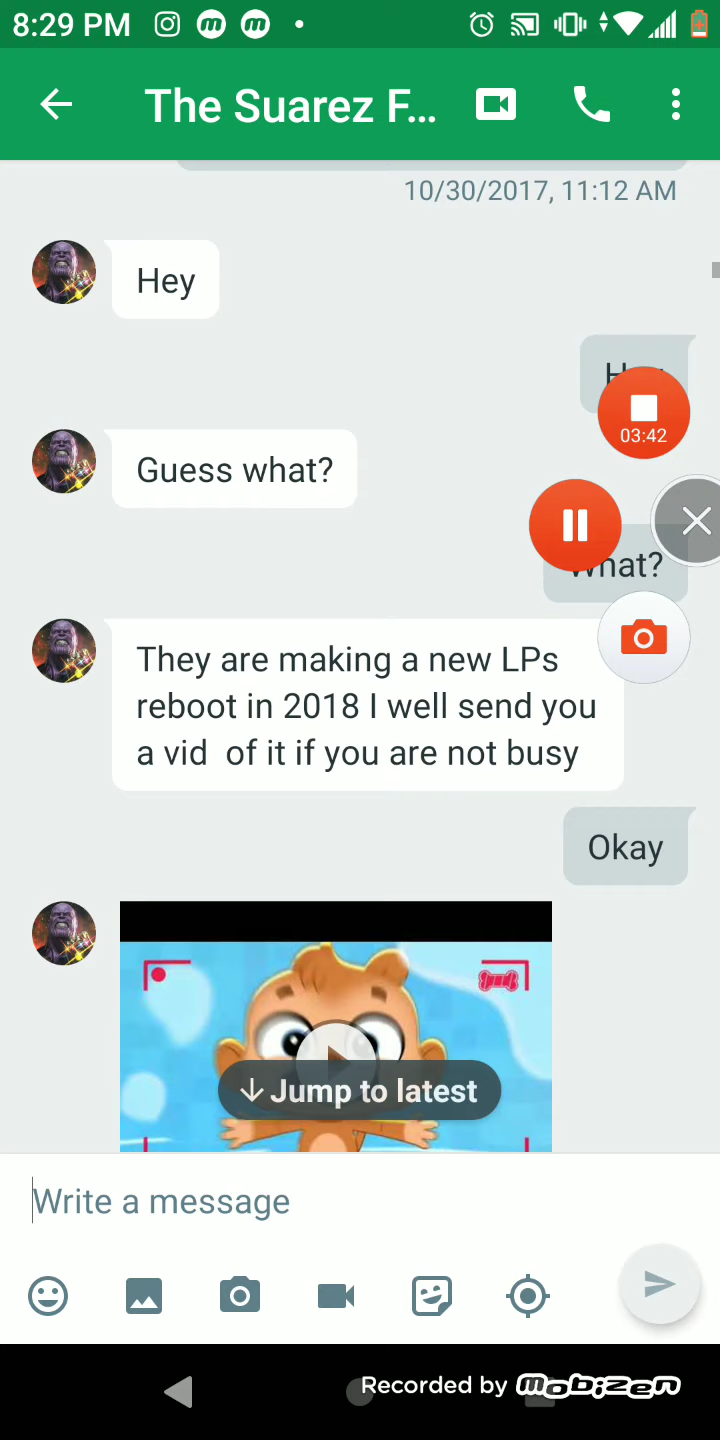 8:29 PM
The Suarez F...
10/30/2017, 11:12 AM
Hey
Guess what?
03:42
What?
They are making a new LPs
reboot in 2018 I well send you
a vid  of it if you are not busy
Okay
Jump to latest
Write a message
Recorded by mobizen